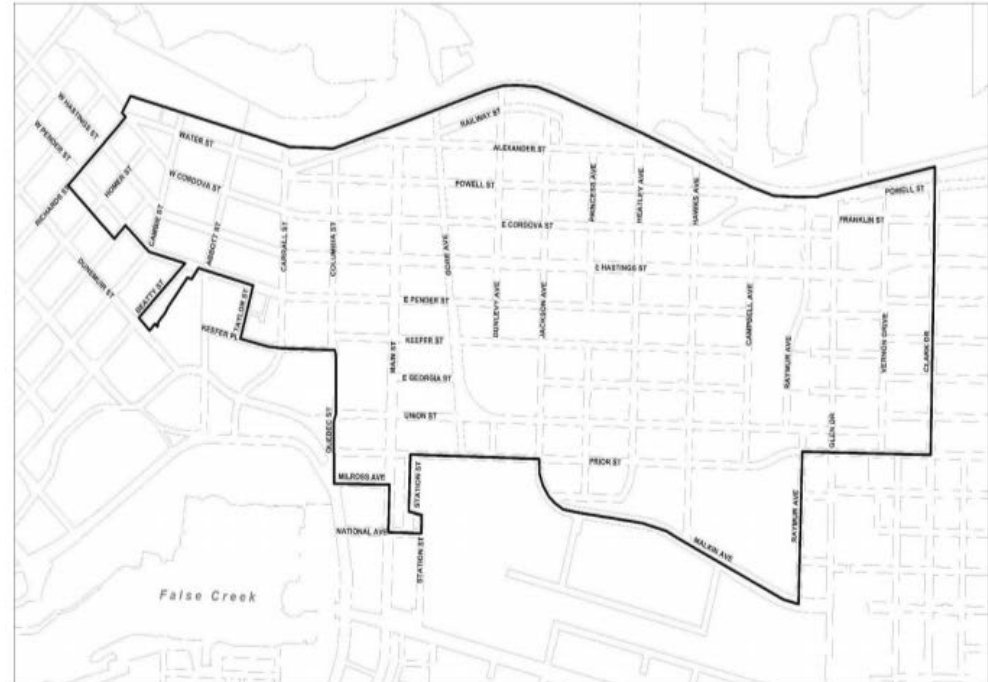 W HASTINGS ST
W PENDER ST
RICHARDS ST
HOMER ST
WATER ST
W CORDOVA ST
CAMBIE ST
ABBOTT ST
DUNSMUIR ST
BEATTY ST
KEEFER PL
TAYLOR ST
CARRALL ST
COLUMBIA ST
RAILWAY ST
ALEXANDER ST
POWELL ST
E CORDOVA ST
E HASTINGS ST
GORE AVE
DUNLEVY AVE
JACKSON AVE
PRINCESS AVE
HEATLEY AVE
HAWKS AVE
POWELL ST
FRANKLIN ST
E PENDER ST
KEEFER ST
E GEORGIA ST
UNION ST
MAIN ST
CAMPBELL AVE
RAYMUR AVE
VERNON DRIVE
CLARK DR
GLEN DR
QUEBEC ST
PRIOR ST
MILROSS AVE
STATION ST
NATIONAL AVE
STATION ST
MALKIN AVE
RAYMUR AVE
False Creek